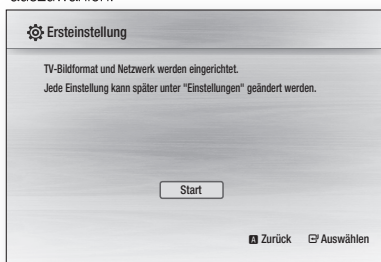 Ersteinstellung
TV-Bildformat und Netzwerk werden eingerichtet.
Jede Einstellung kann später unter "Einstellungen" geändert werden.
Start
A Zurück Auswählen